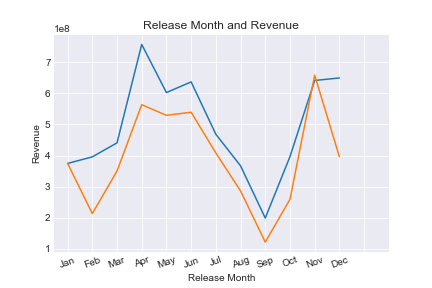 Release Month and Revenue
1e8
7
6
5
4
3
2
1
Revenue
Jan Feb Mar Apr May Jun Jul Aug Sep Oct Nov Dec
Release Month